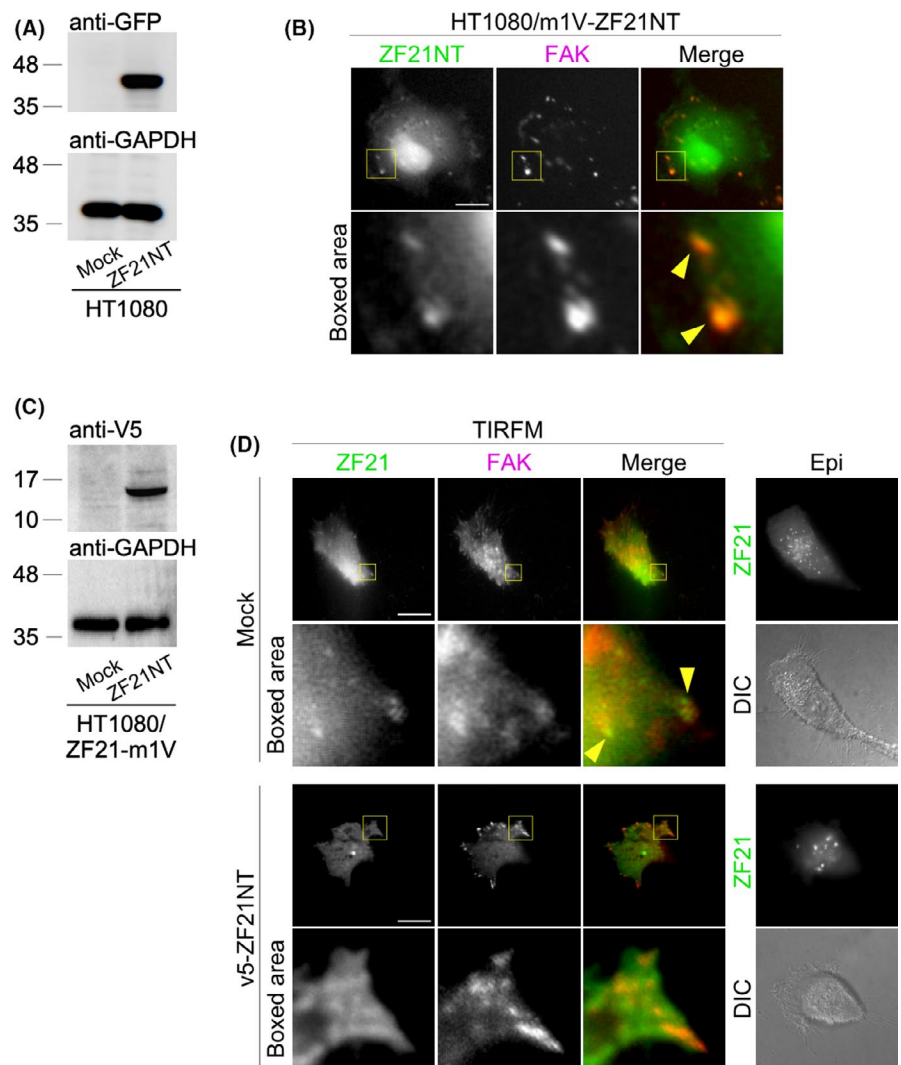 (A)
anti-GFP
48
35
anti-GAPDH
48
35
Mock
ZF21NT
HT1080
(B)
HT1080/m1V-ZF21NT
ZF21NT FAK Merge
Boxed area
(C)
anti-V5
17
10
anti-GAPDH
48
35
Mock
ZF21NT
HT1080/
ZF21-m1V
(D)
TIRFM
ZF21 FAK Merge Epi
Mock
Boxed area
ZF21
DIC
v5-ZF21NT
Boxed area
ZF21
DIC